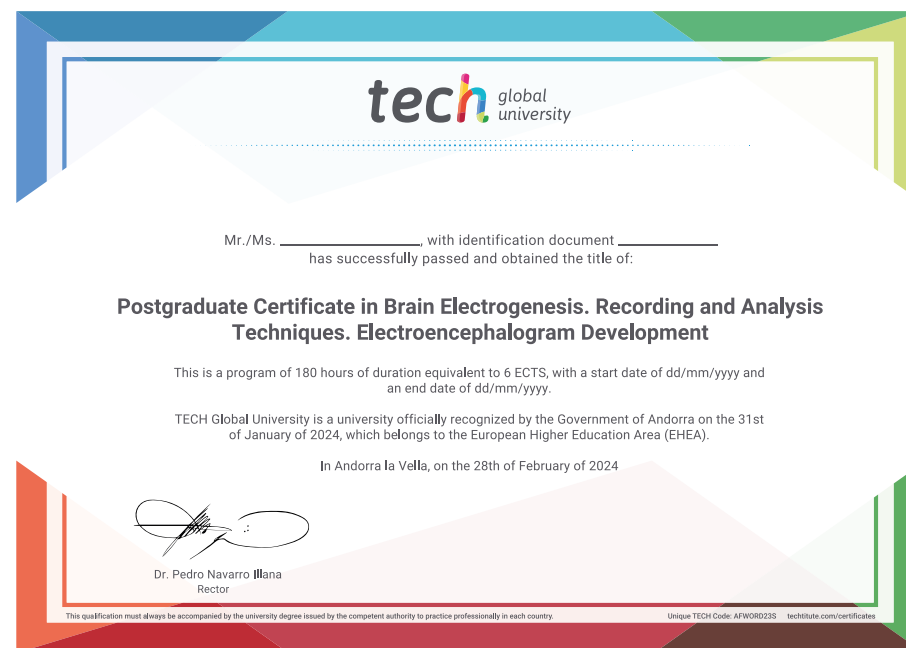 tech global university
Mr./Ms. ____________________, with identification document ______________
has successfully passed and obtained the title of:
Postgraduate Certificate in Brain Electrogenesis. Recording and Analysis
Techniques. Electroencephalogram Development
This is a program of 180 hours of duration equivalent to 6 ECTS, with a start date of dd/mm/yyyy and
an end date of dd/mm/yyyy.
TECH Global University is a university officially recognized by the Government of Andorra on the 31st
of January of 2024, which belongs to the European Higher Education Area (EHEA).
In Andorra la Vella, on the 28th of February of 2024
Dr. Pedro Navarro Illana
Rector
This qualification must always be accompanied by the university degree issued by the competent authority to practice professionally in each country.
Unique TECH Code: AFWORD23S techtitute.com/certificates